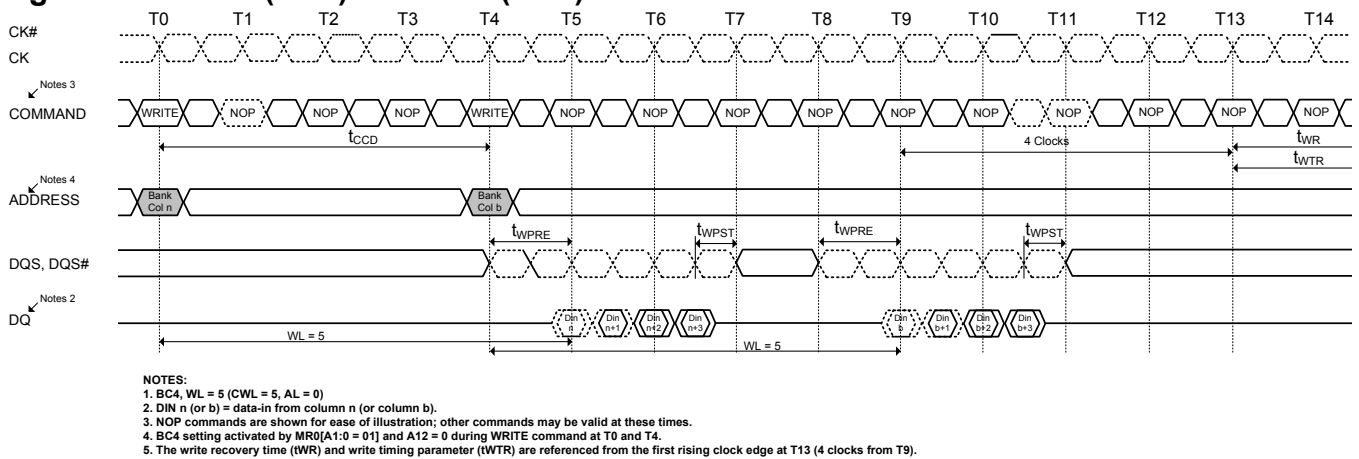 T0 T1 T2 T3 T4 T5 T6 T7 T8 T9 T10 T11 T12 T13 T14
CK#
CK
Notes 3
COMMAND
WRITE NOP NOP NOP WRITE NOP NOP NOP NOP NOP NOP NOP NOP NOP NOP
tCCD
4 Clocks
tWR
tWTR
Notes 4
ADDRESS
Bank Bank
Col n Col b
tWPRE tWPST tWPRE tWPST
DQS, DQS#
Notes 2
DQ
Din Din Din Din Din Din Din Din
n n+1 n+2 n+3 b b+1 b+2 b+3
WL = 5
WL = 5
NOTES:
1. BC4, WL = 5 (CWL = 5, AL = 0)
2. DIN n (or b) = data-in from column n (or column b).
3. NOP commands are shown for ease of illustration; other commands may be valid at these times.
4. BC4 setting activated by MR0[A1:0 = 01] and A12 = 0 during WRITE command at T0 and T4.
5. The write recovery time (tWR) and write timing parameter (tWTR) are referenced from the first rising clock edge at T13 (4 clocks from T9).